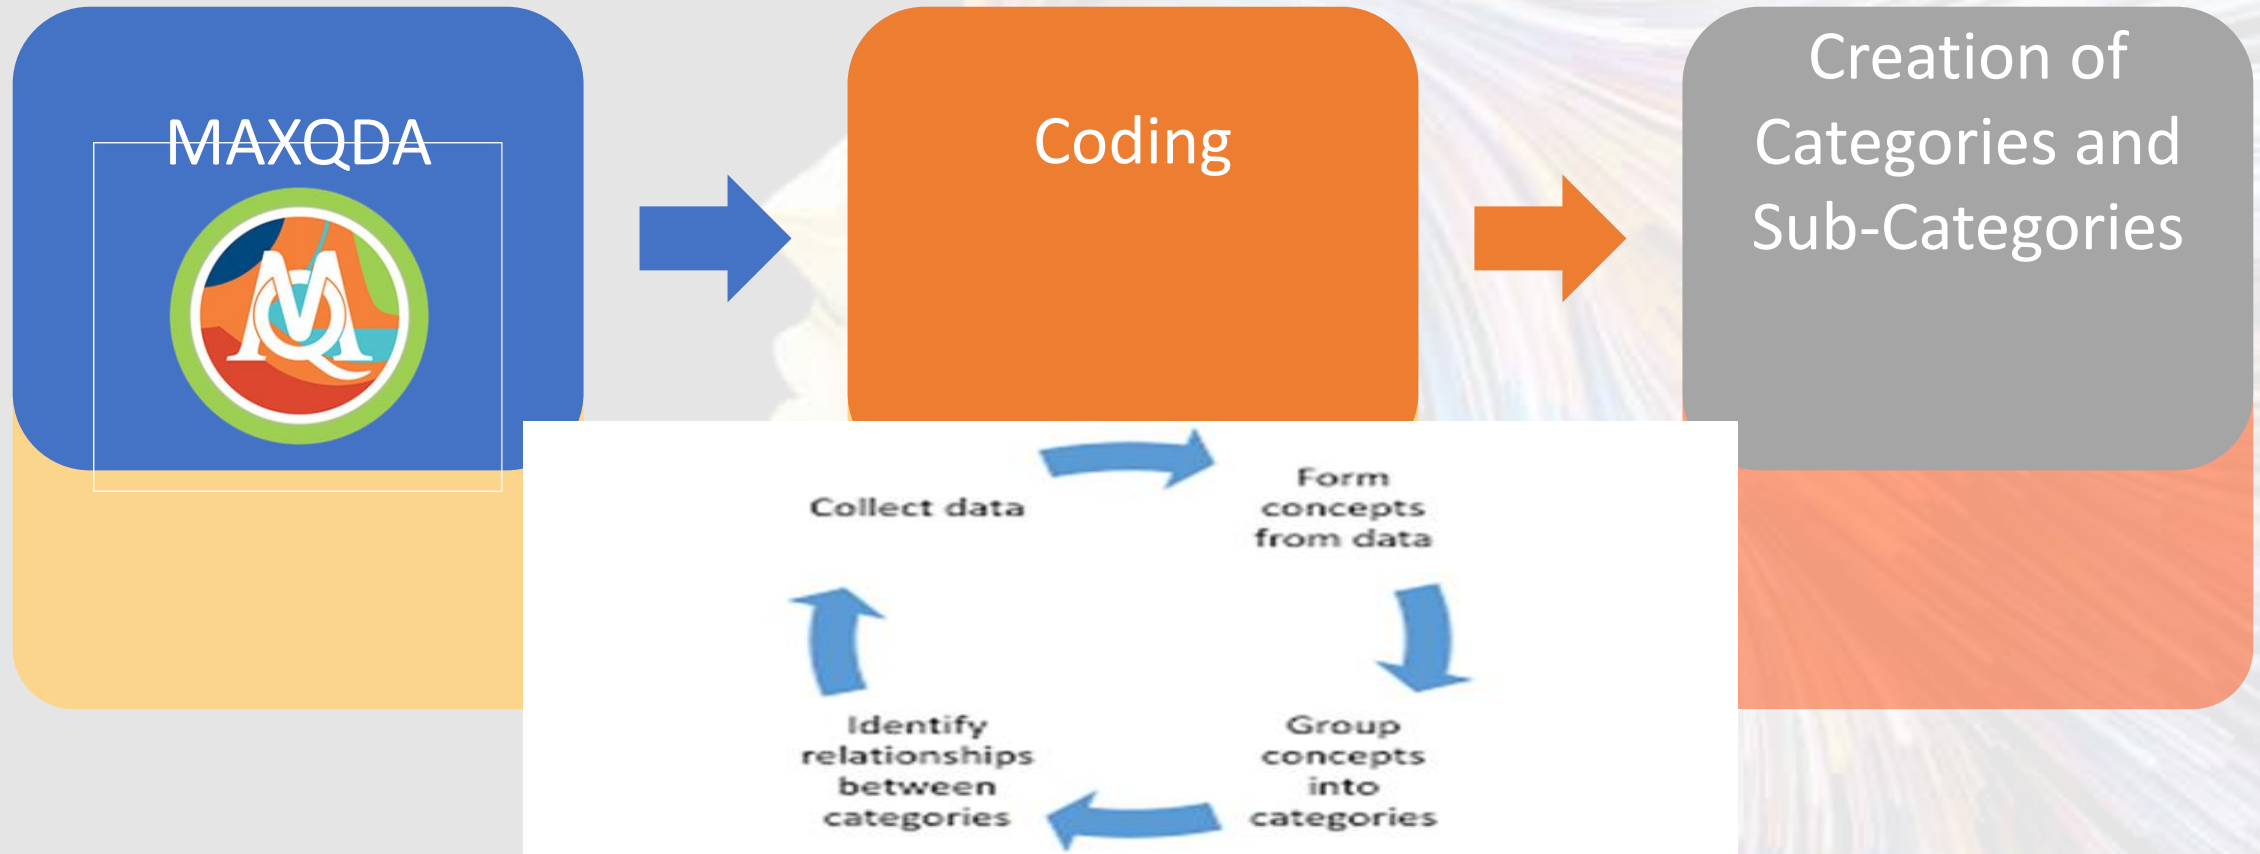 MAXQDA
Coding
Creation of
Categories and
Sub-Categories
Collect data
Form
concepts
from data
Group
concepts
into
categories
Identify
relationships
between
categories